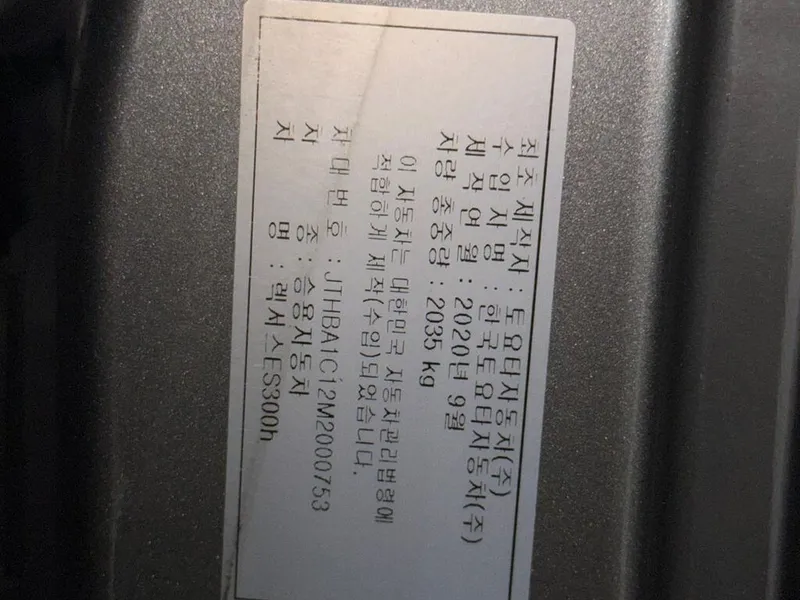 최초 제작자 : 토요타자동차(주)
수입자명 : 한국토요타자동차(주)
제작연월 : 2020년 9월
차량 총중량 : 2035 kg
이 자동차는 대한민국 자동차관리법령에
적합하게 제작(수입)되었습니다.
차대번호 : JTHBA1C12M2000753
차 종 : 승용자동차
차 명 : 렉서스ES300h